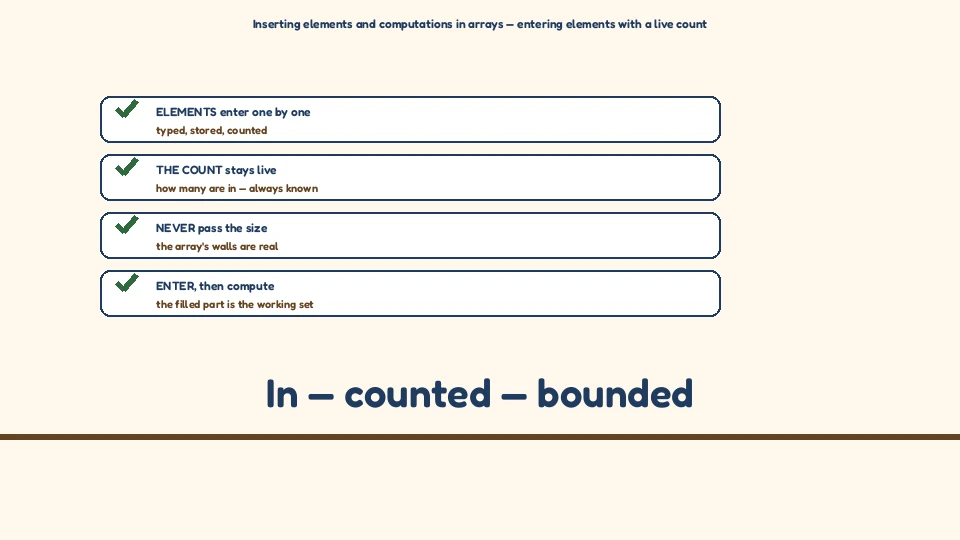 Inserting elements and computations in arrays — entering elements with a live count
ELEMENTS enter one by one
typed, stored, counted
THE COUNT stays live
how many are in — always known
NEVER pass the size
the array's walls are real
ENTER, then compute
the filled part is the working set
In — counted — bounded